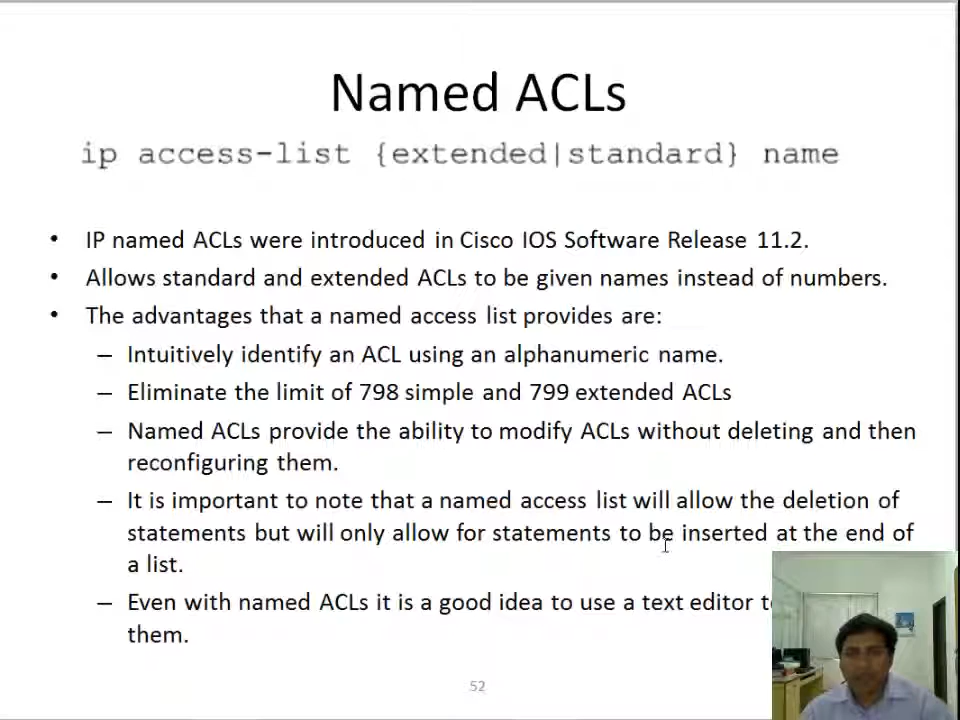 Named ACLs
ip access-list {extended|standard} name
• IP named ACLs were introduced in Cisco IOS Software Release 11.2.
• Allows standard and extended ACLs to be given names instead of numbers.
• The advantages that a named access list provides are:
– Intuitively identify an ACL using an alphanumeric name.
– Eliminate the limit of 798 simple and 799 extended ACLs
– Named ACLs provide the ability to modify ACLs without deleting and then
reconfiguring them.
– It is important to note that a named access list will allow the deletion of
statements but will only allow for statements to be inserted at the end of
a list.
– Even with named ACLs it is a good idea to use a text editor
them.
52